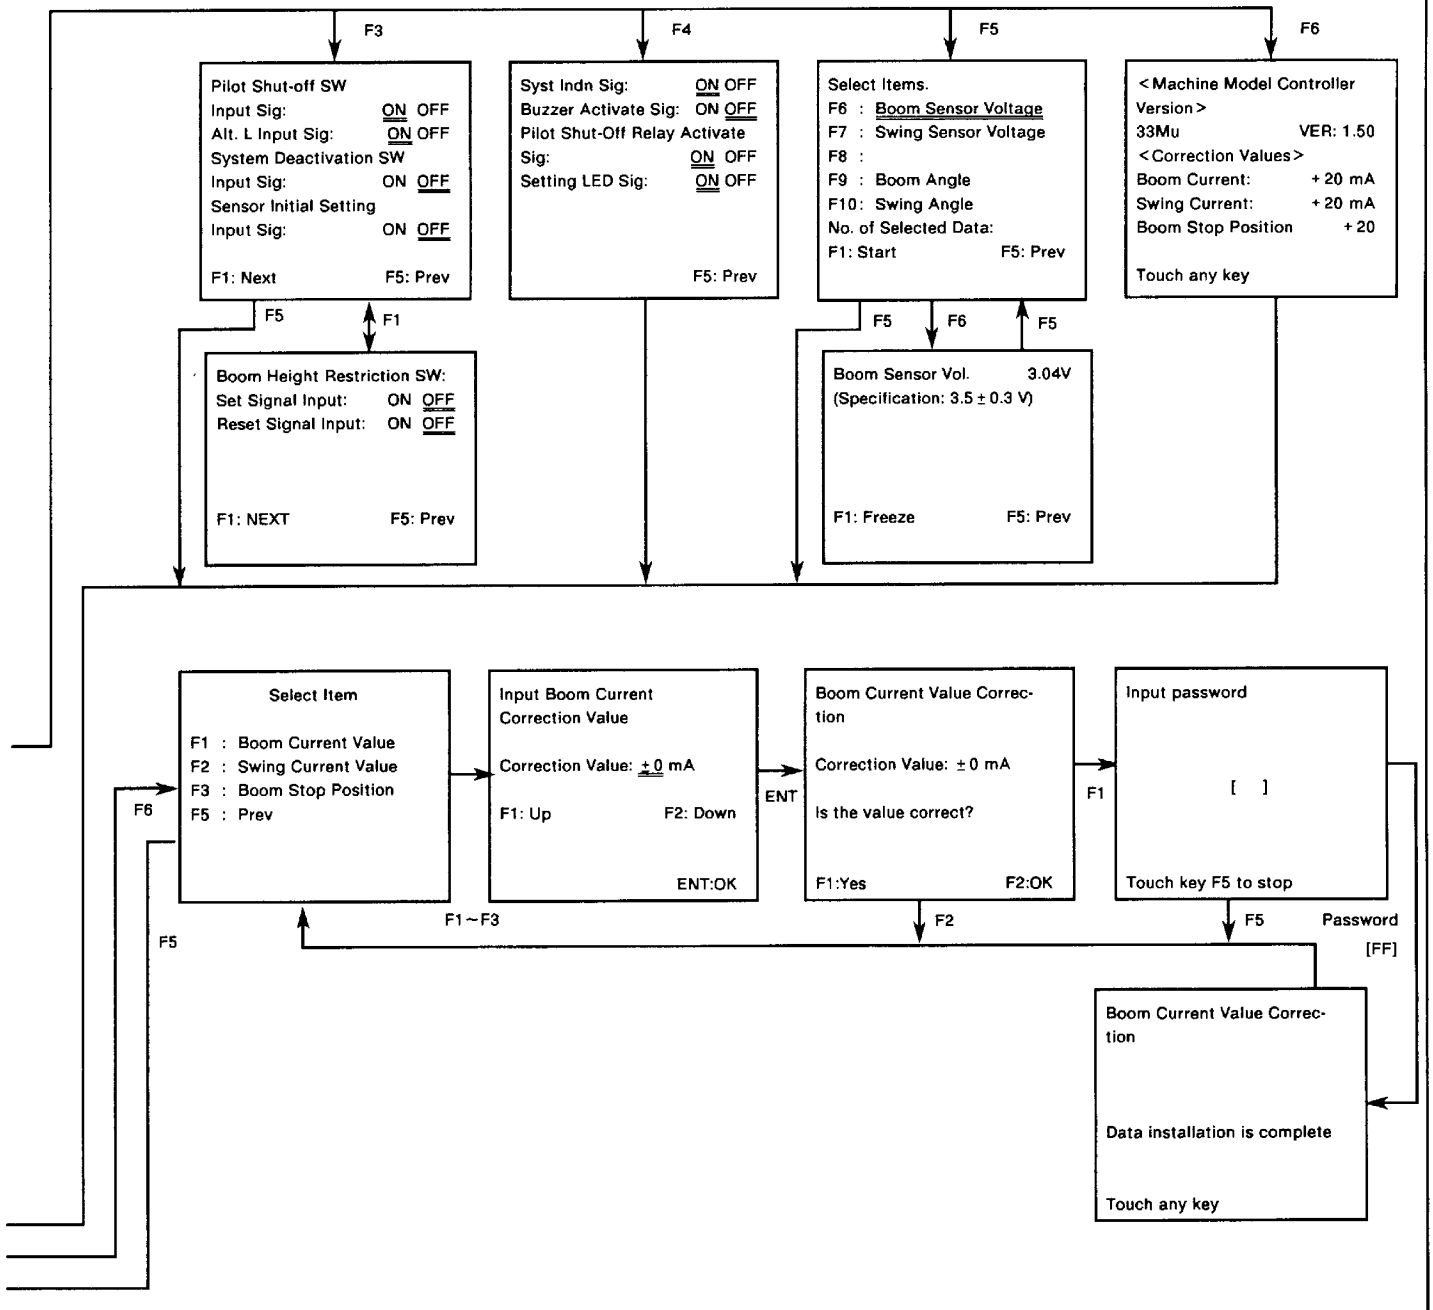 F3
F4
F5
F6
Pilot Shut-off SW
Input Sig: ON OFF
Alt. L Input Sig: ON OFF
System Deactivation SW
Input Sig: ON OFF
Sensor Initial Setting
Input Sig: ON OFF
F1: Next F5: Prev
Syst Indn Sig: ON OFF
Buzzer Activate Sig: ON OFF
Pilot Shut-Off Relay Activate
Sig: ON OFF
Setting LED Sig: ON OFF
F5: Prev
Select Items.
F6 : Boom Sensor Voltage
F7 : Swing Sensor Voltage
F8 :
F9 : Boom Angle
F10: Swing Angle
No. of Selected Data:
F1: Start F5: Prev
<Machine Model Controller
Version>
33Mu VER: 1.50
<Correction Values>
Boom Current: +20 mA
Swing Current: +20 mA
Boom Stop Position +20
Touch any key
F5
F1
F5
F6
F5
Boom Height Restriction SW:
Set Signal Input: ON OFF
Reset Signal Input: ON OFF
F1: NEXT F5: Prev
Boom Sensor Vol. 3.04V
(Specification: 3.5 ± 0.3 V)
F1: Freeze F5: Prev
F6
F5
Select Item
F1 : Boom Current Value
F2 : Swing Current Value
F3 : Boom Stop Position
F5 : Prev
F1~F3
Input Boom Current
Correction Value
Correction Value: ±0 mA
F1: Up F2: Down
ENT:OK
ENT
Boom Current Value Correc-
tion
Correction Value: ±0 mA
Is the value correct?
F1:Yes F2:OK
F1
F2
Input password
[ ]
Touch key F5 to stop
F5
Password
[FF]
Boom Current Value Correc-
tion
Data installation is complete
Touch any key